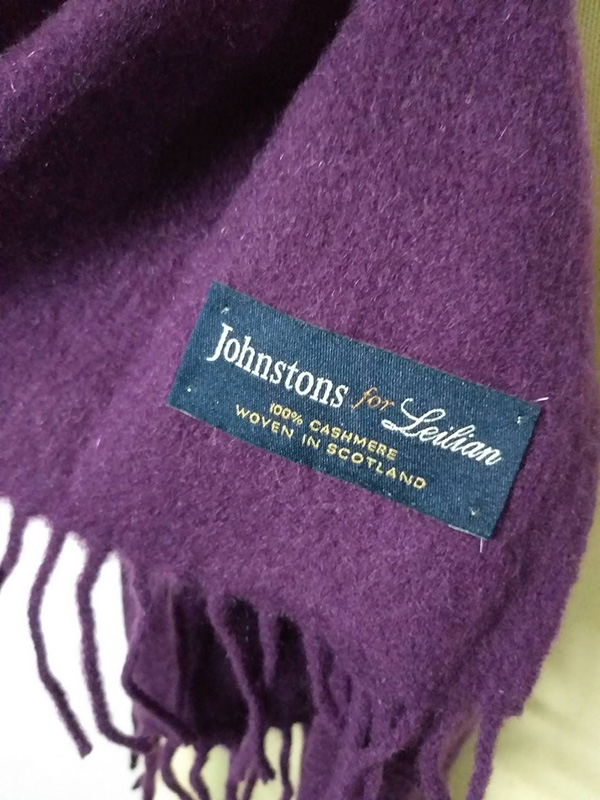 Johnstons for Leilian
100% CASHMERE
WOVEN IN SCOTLAND